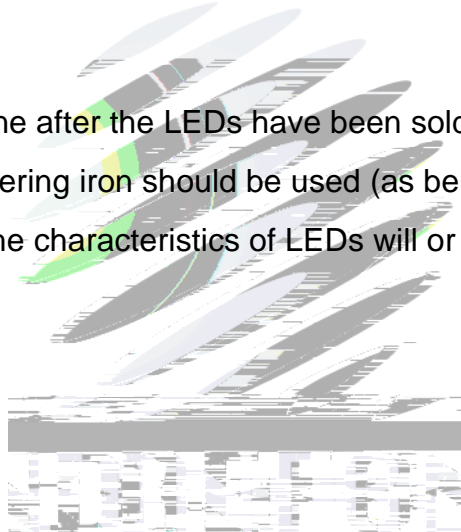 ne after the LEDs have been sold
ering iron should be used (as be
ne characteristics of LEDs will or